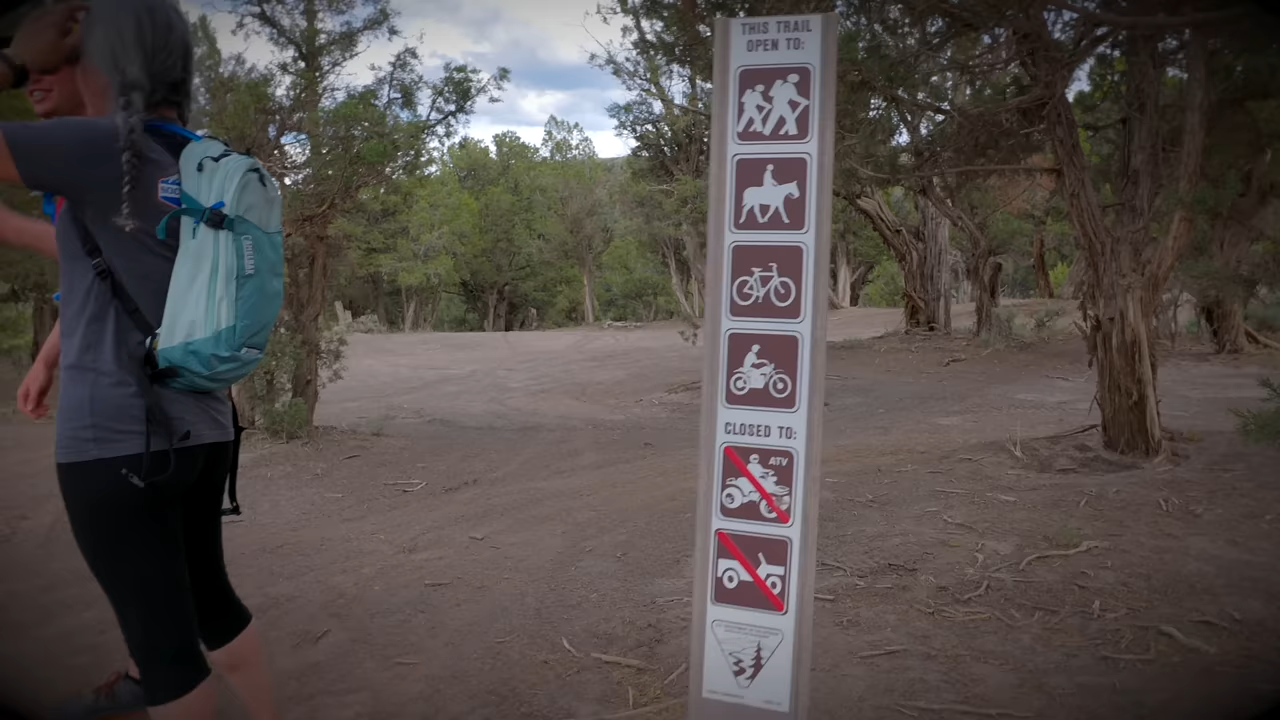 THIS TRAIL
OPEN TO:
CLOSED TO:
ATV
CAMELBAK